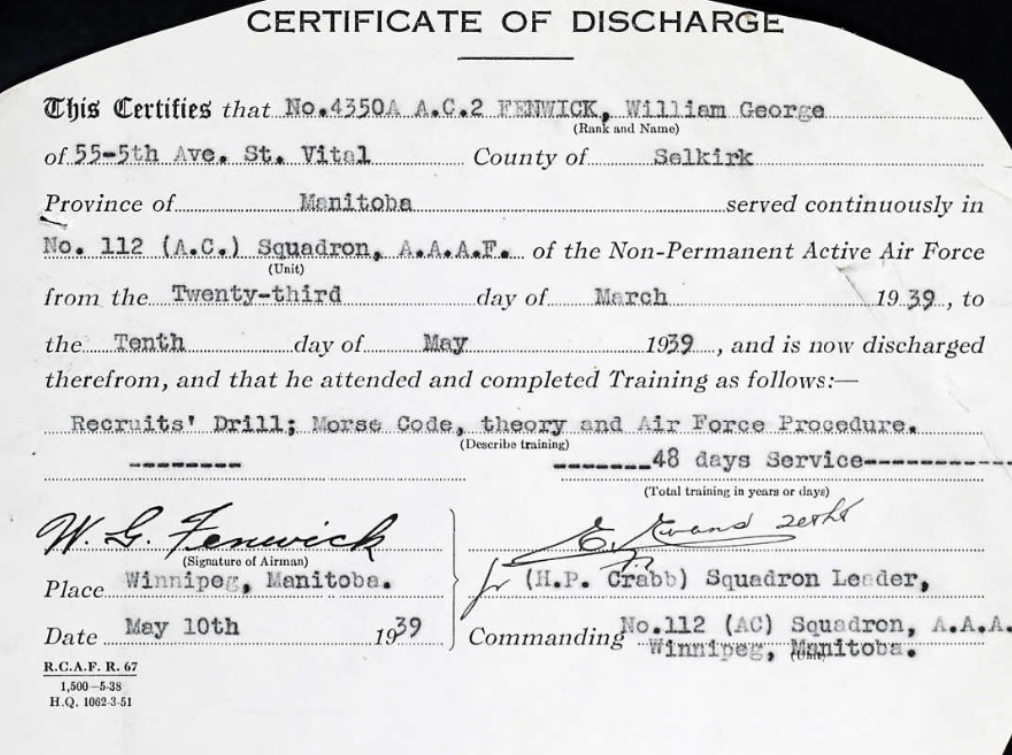 CERTIFICATE OF DISCHARGE
This Certifies that No.4350A A.C.2 FENWICK, William George
(Rank and Name)
of 55-5th Ave. St. Vital County of Selkirk
Province of Manitoba served continuously in
No. 112 (A.C.) Squadron, A.A.A.F. of the Non-Permanent Active Air Force
(Unit)
from the Twenty-third day of March 1939, to
the Tenth day of May 1939, and is now discharged
therefrom, and that he attended and completed Training as follows:—
Recruits' Drill; Morse Code, theory and Air Force Procedure.
(Describe training)
--------- -------48 days Service-------------
(Total training in years or days)
W. G. Fenwick E. Evans
(Signature of Airman)
Place Winnipeg, Manitoba. (H.P. Crabb) Squadron Leader,
Date May 10th 1939 Commanding No.112 (AC) Squadron, A.A.A.
Winnipeg, Manitoba.
(Unit)
R.C.A.F. R. 67
1,500—5-38
H.Q. 1062-3-51